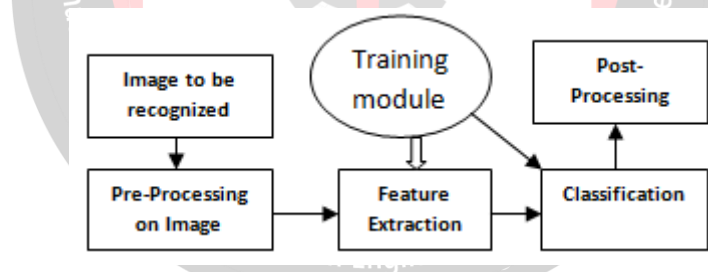 Image to be
recognized
Training
module
Post-
Processing
Pre-Processing
on Image
Feature
Extraction
Classification